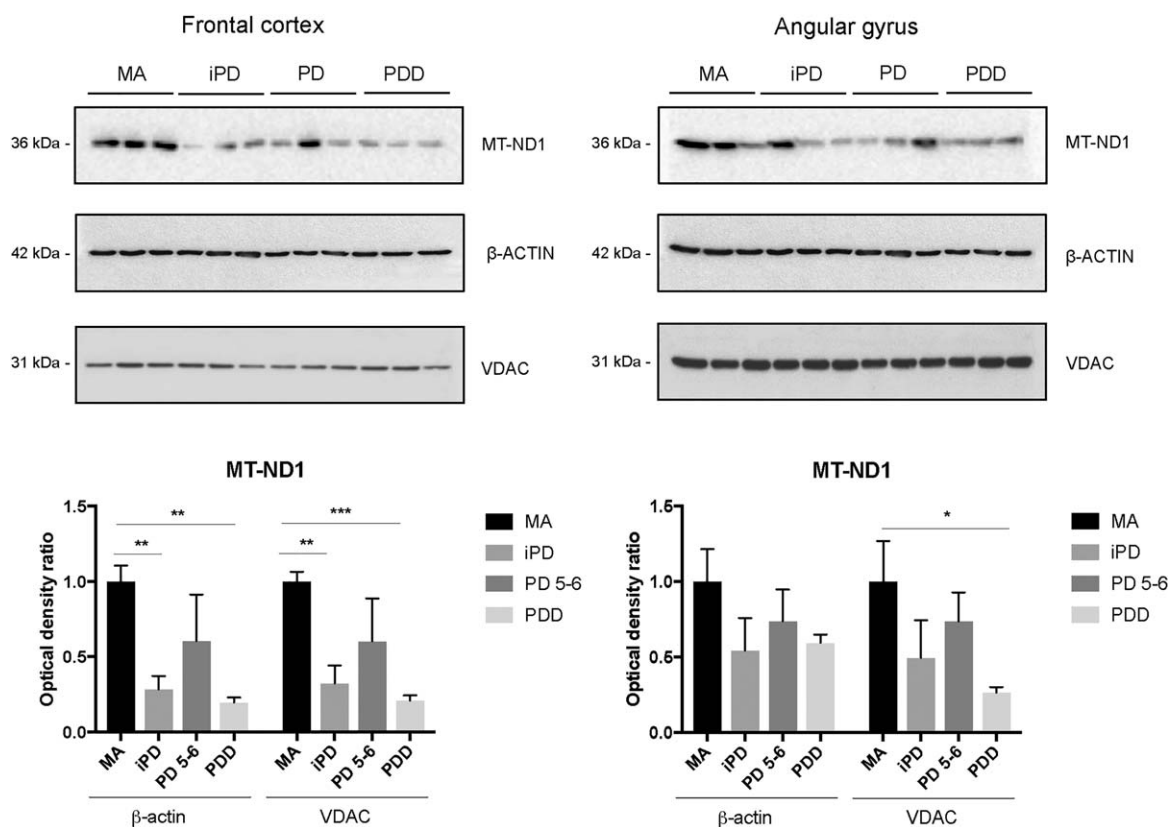 Frontal cortex
MA iPD PD PDD
36 kDa - MT-ND1
42 kDa - β-ACTIN
31 kDa - VDAC
MT-ND1
** ***
** **
1.5
1.0
0.5
0.0
Optical density ratio
MA iPD PD 5-6 PDD MA iPD PD 5-6 PDD
β-actin VDAC
MA
iPD
PD 5-6
PDD
Angular gyrus
MA iPD PD PDD
36 kDa - MT-ND1
42 kDa - β-ACTIN
31 kDa - VDAC
MT-ND1
*
1.5
1.0
0.5
0.0
Optical density ratio
MA iPD PD 5-6 PDD MA iPD PD 5-6 PDD
β-actin VDAC
MA
iPD
PD 5-6
PDD